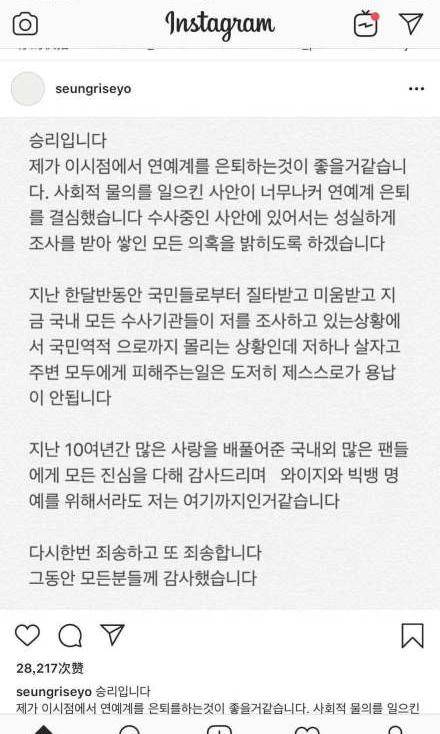 Instagram
seungriseyo
승리입니다
제가 이시점에서 연예계를 은퇴하는것이 좋을거같습니
다. 사회적 물의를 일으킨 사안이 너무나커 연예계 은퇴
를 결심했습니다 수사중인 사안에 있어서는 성실하게
조사를 받아 쌓인 모든 의혹을 밝히도록 하겠습니다
지난 한달반동안 국민들로부터 질타받고 미움받고 지
금 국내 모든 수사기관들이 저를 조사하고 있는상황에
서 국민역적 으로까지 몰리는 상황인데 저하나 살자고
주변 모두에게 피해주는일은 도저히 제스스로가 용납
이 안됩니다
지난 10여년간 많은 사랑을 배풀어준 국내외 많은 팬들
에게 모든 진심을 다해 감사드리며 와이지와 빅뱅 명
예를 위해서라도 저는 여기까지인거같습니다
다시한번 죄송하고 또 죄송합니다
그동안 모든분들께 감사했습니다
28,217次赞
seungriseyo 승리입니다
제가 이시점에서 연예계를 은퇴를하는것이 좋을거같습니다. 사회적 물의를 일으킨